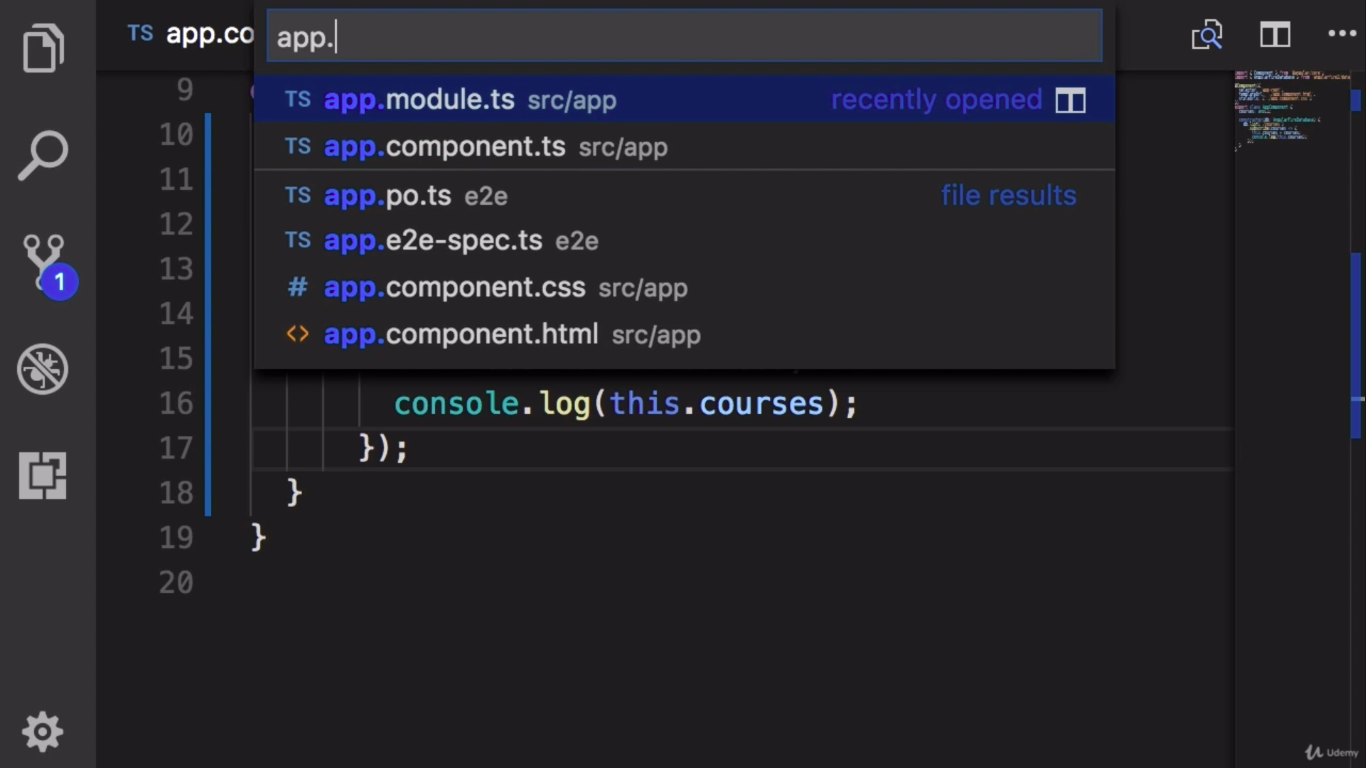 TS app.co
app.
TS app.module.ts src/app recently opened
TS app.component.ts src/app
TS app.po.ts e2e file results
TS app.e2e-spec.ts e2e
# app.component.css src/app
<> app.component.html src/app
1
9
10
11
12
13
14
15
16 console.log(this.courses);
17 });
18 }
19 }
20
Udemy